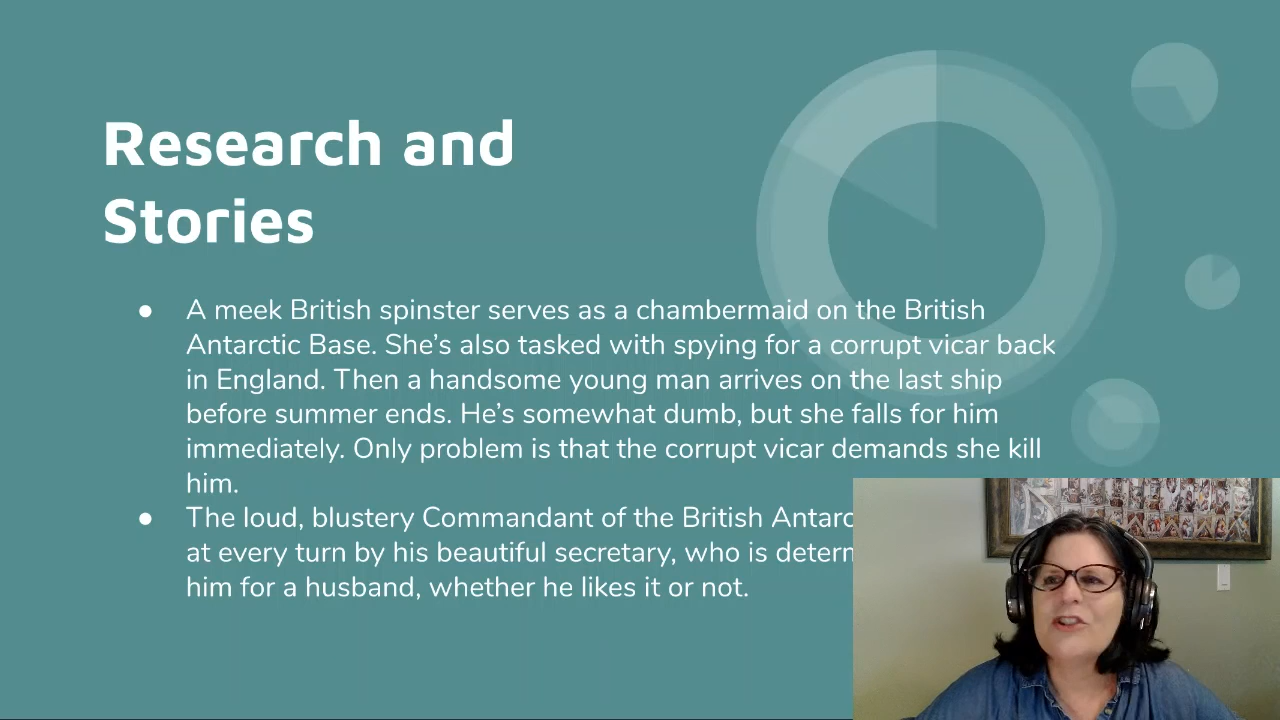 Research and
Stories
● A meek British spinster serves as a chambermaid on the British
Antarctic Base. She’s also tasked with spying for a corrupt vicar back
in England. Then a handsome young man arrives on the last ship
before summer ends. He’s somewhat dumb, but she falls for him
immediately. Only problem is that the corrupt vicar demands she kill
him.
● The loud, blustery Commandant of the British
at every turn by his beautiful secretary, who is
him for a husband, whether he likes it or not.